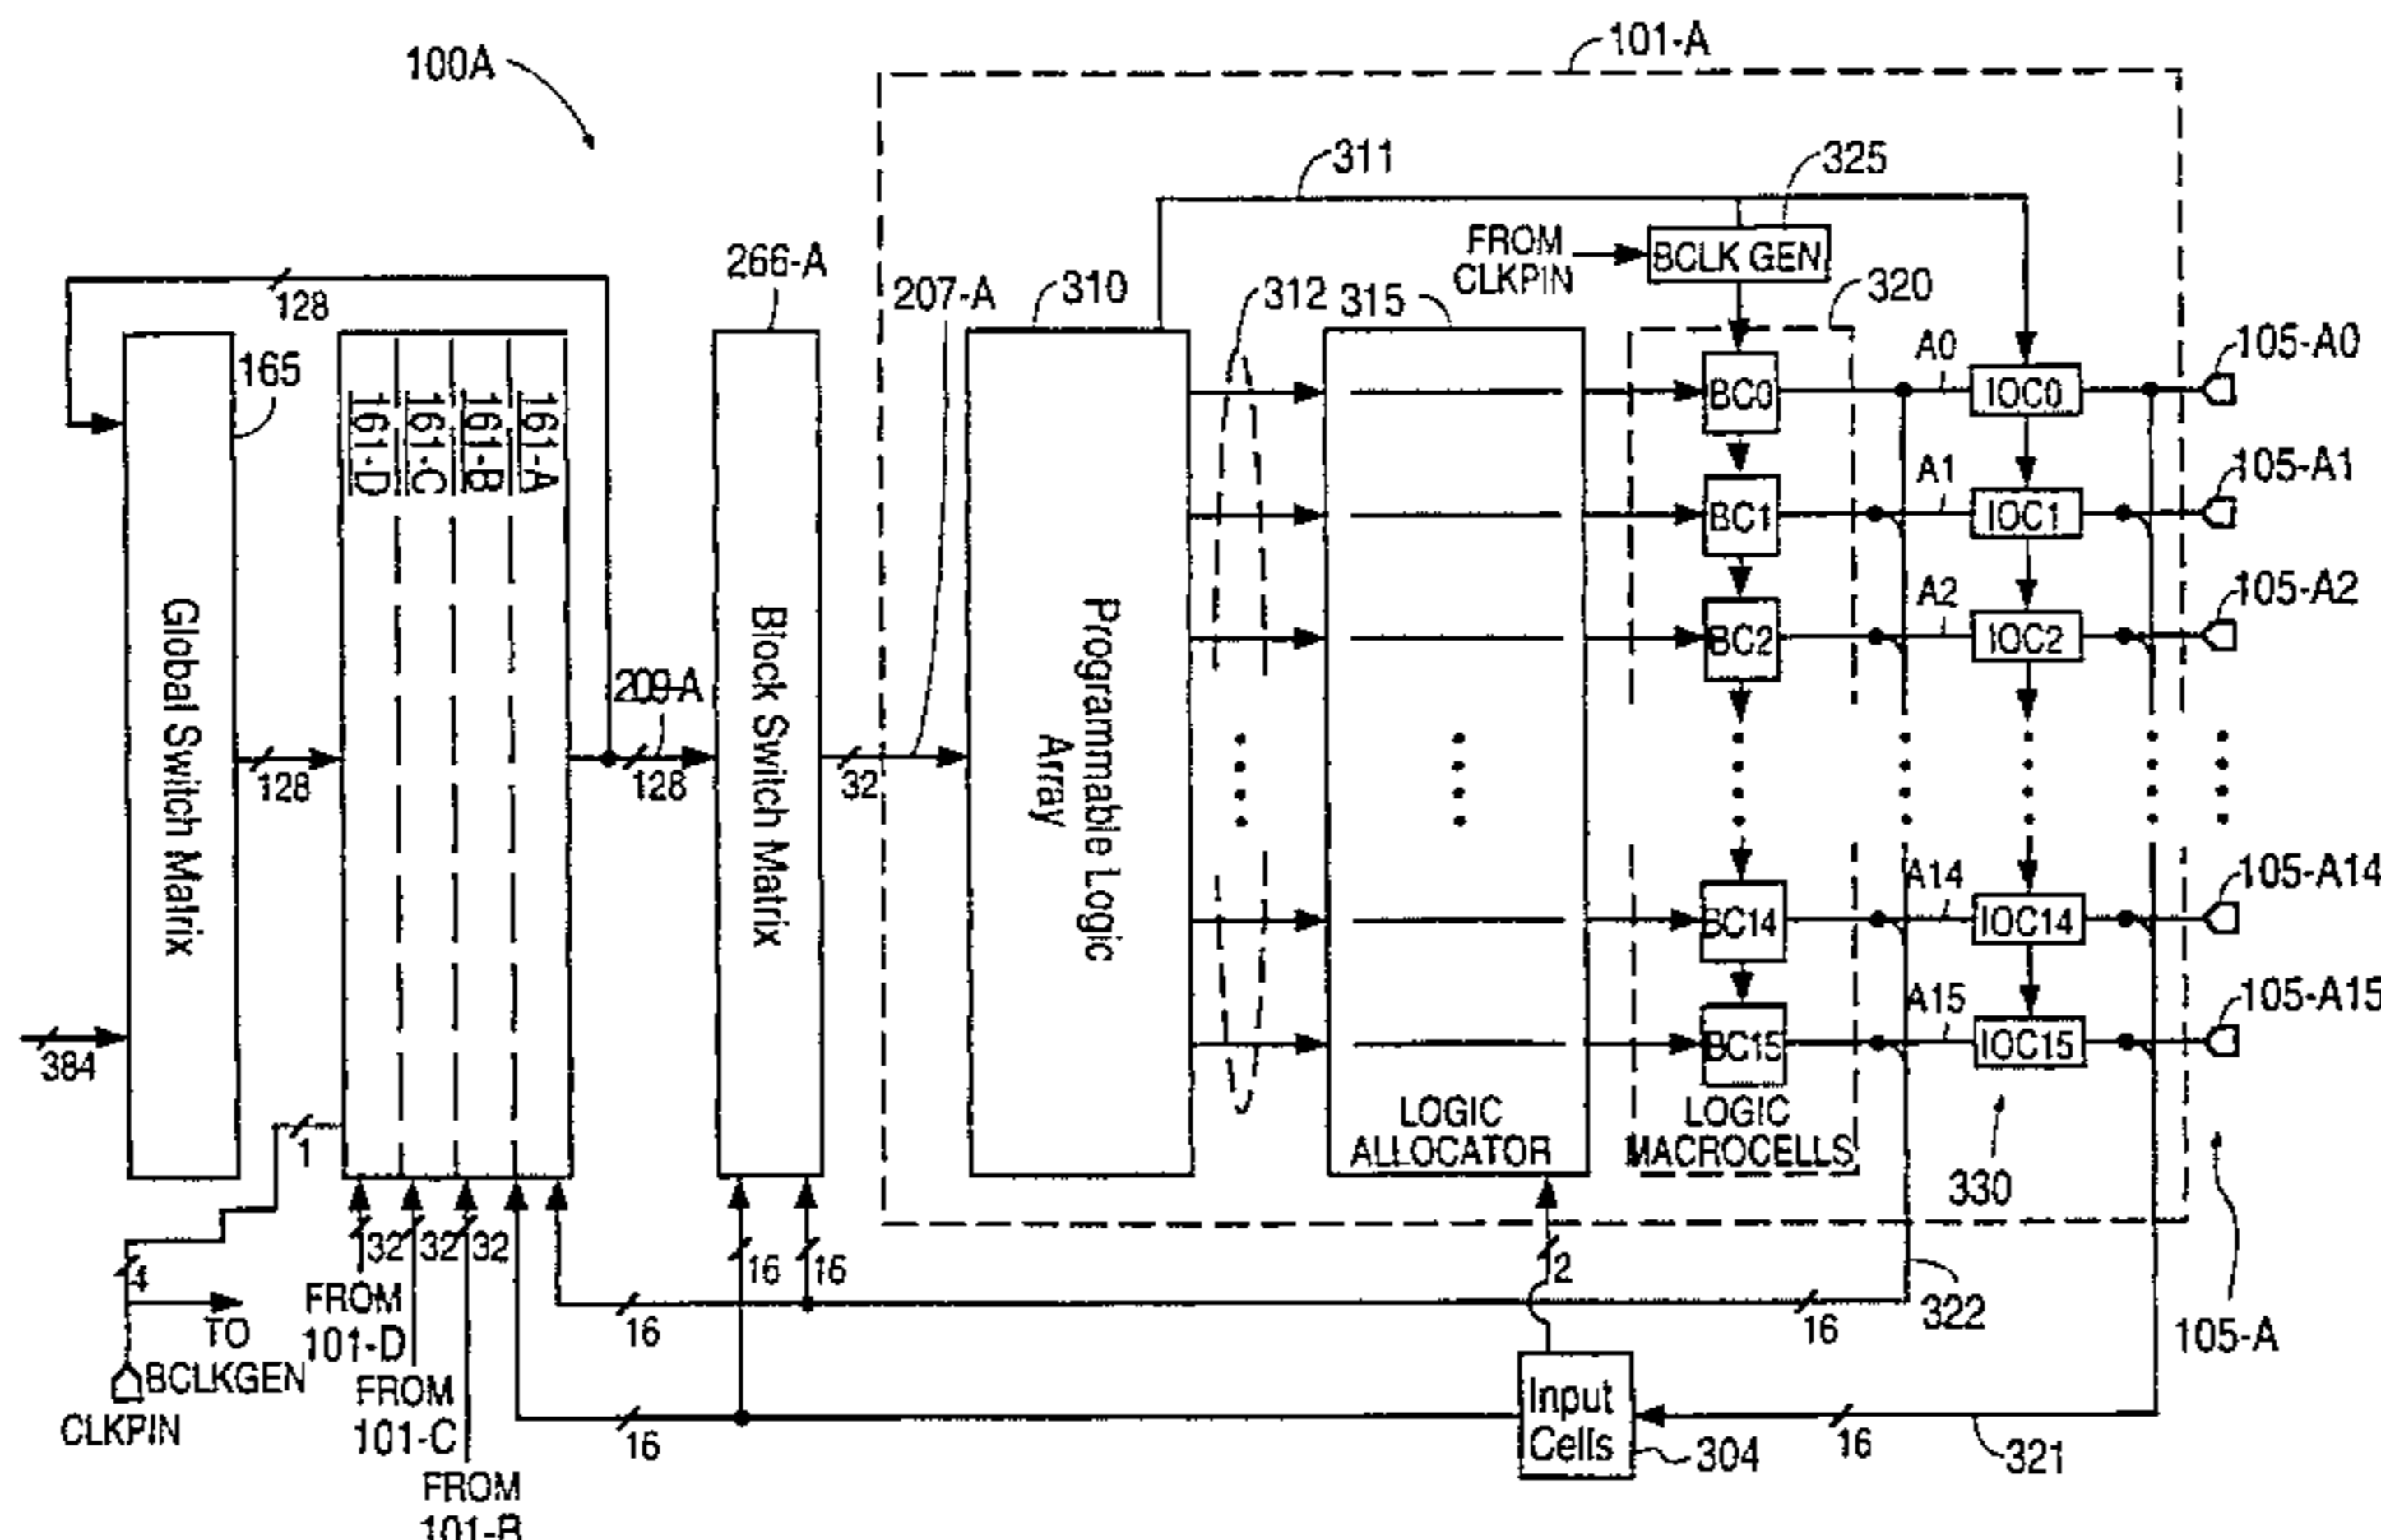 100A
101-A
311
325
FROM
CLKPIN
BCLK GEN
266-A
207-A
310
312
315
320
128
165
161-D
161-C
161-B
161-A
Global Switch Matrix
Block Switch Matrix
Programmable Logic
Array
BC0
A0
IOC0
105-A0
BC1
A1
IOC1
105-A1
BC2
A2
IOC2
105-A2
209-A
128
128
32
BC14
A14
IOC14
105-A14
BC15
A15
IOC15
105-A15
384
1
LOGIC
ALLOCATOR
LOGIC
MACROCELLS
330
4
32
32
32
16
16
2
TO
BCLKGEN
CLKPIN
FROM
101-D
FROM
101-C
FROM
101-B
16
16
322
105-A
16
Input
Cells
304
16
321